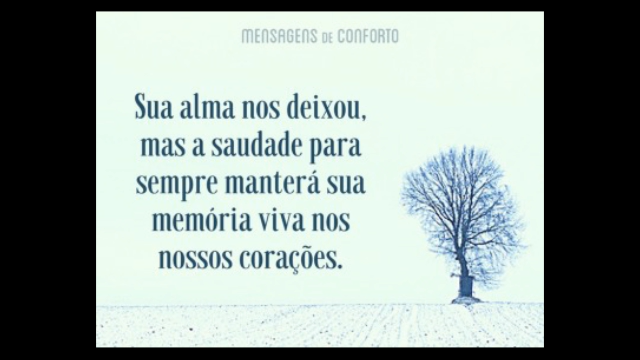 MENSAGENS DE CONFORTO
Sua alma nos deixou,
mas a saudade para
sempre manterá sua
memória viva nos
nossos corações.